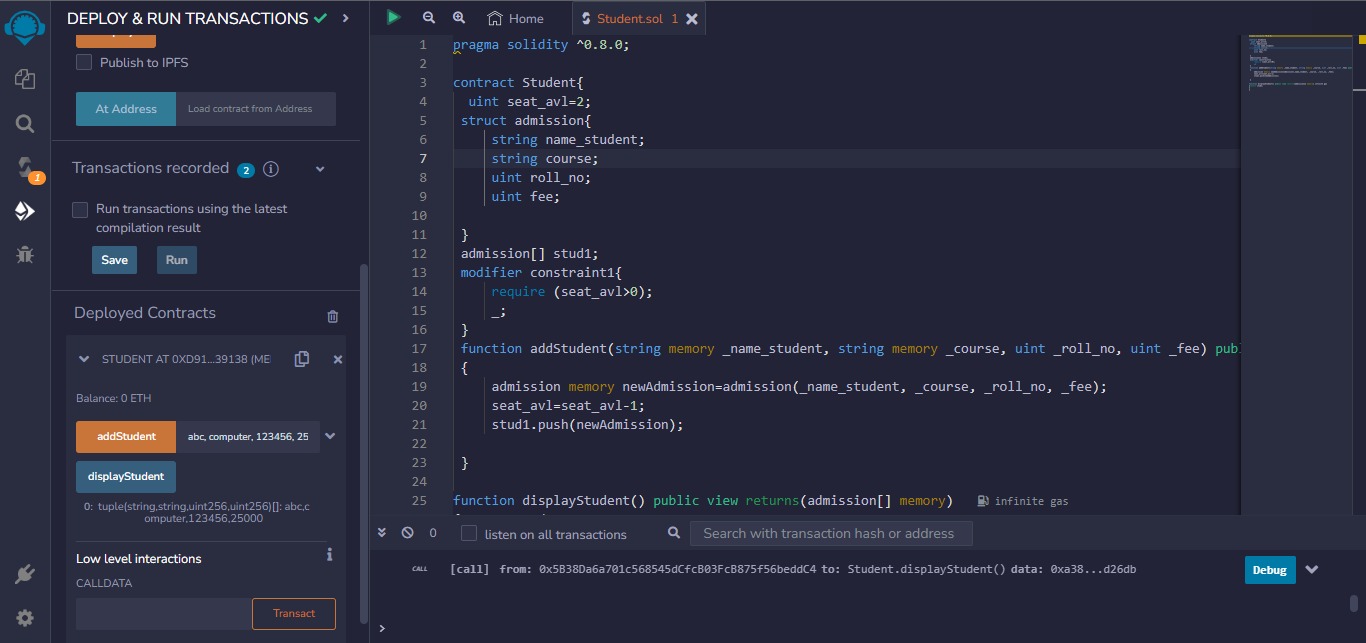 DEPLOY & RUN TRANSACTIONS
Publish to IPFS
At Address
Load contract from Address
Transactions recorded 2
Run transactions using the latest
compilation result
Save
Run
Deployed Contracts
STUDENT AT 0XD91...39138 (ME
Balance: 0 ETH
addStudent
abc, computer, 123456, 25
displayStudent
0: tuple(string,string,uint256,uint256)[]: abc,c
omputer,123456,25000
Low level interactions
CALLDATA
Transact
1
Home
Student.sol 1
1 pragma solidity ^0.8.0;
2
3 contract Student{
4 uint seat_avl=2;
5 struct admission{
6 string name_student;
7 string course;
8 uint roll_no;
9 uint fee;
10
11 }
12 admission[] stud1;
13 modifier constraint1{
14 require (seat_avl>0);
15 _;
16 }
17 function addStudent(string memory _name_student, string memory _course, uint _roll_no, uint _fee) pub
18 {
19 admission memory newAdmission=admission(_name_student, _course, _roll_no, _fee);
20 seat_avl=seat_avl-1;
21 stud1.push(newAdmission);
22
23 }
24
25 function displayStudent() public view returns(admission[] memory) infinite gas
0
listen on all transactions
Search with transaction hash or address
CALL
[call] from: 0x5B38Da6a701c568545dCfcB03FcB875f56beddC4 to: Student.displayStudent() data: 0xa38...d26db
Debug
>